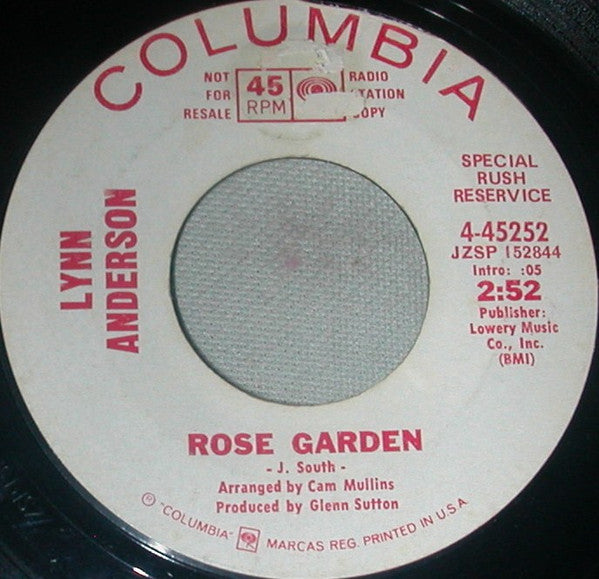 COLUMBIA
NOT
FOR
RESALE
45
RPM
RADIO
STATION
COPY
SPECIAL
RUSH
RESERVICE
4-45252
JZSP 152844
Intro: :05
2:52
Publisher:
Lowery Music
Co., Inc.
(BMI)
LYNN
ANDERSON
ROSE GARDEN
- J. South -
Arranged by Cam Mullins
Produced by Glenn Sutton
Ⓡ "COLUMBIA" MARCAS REG. PRINTED IN U.S.A.